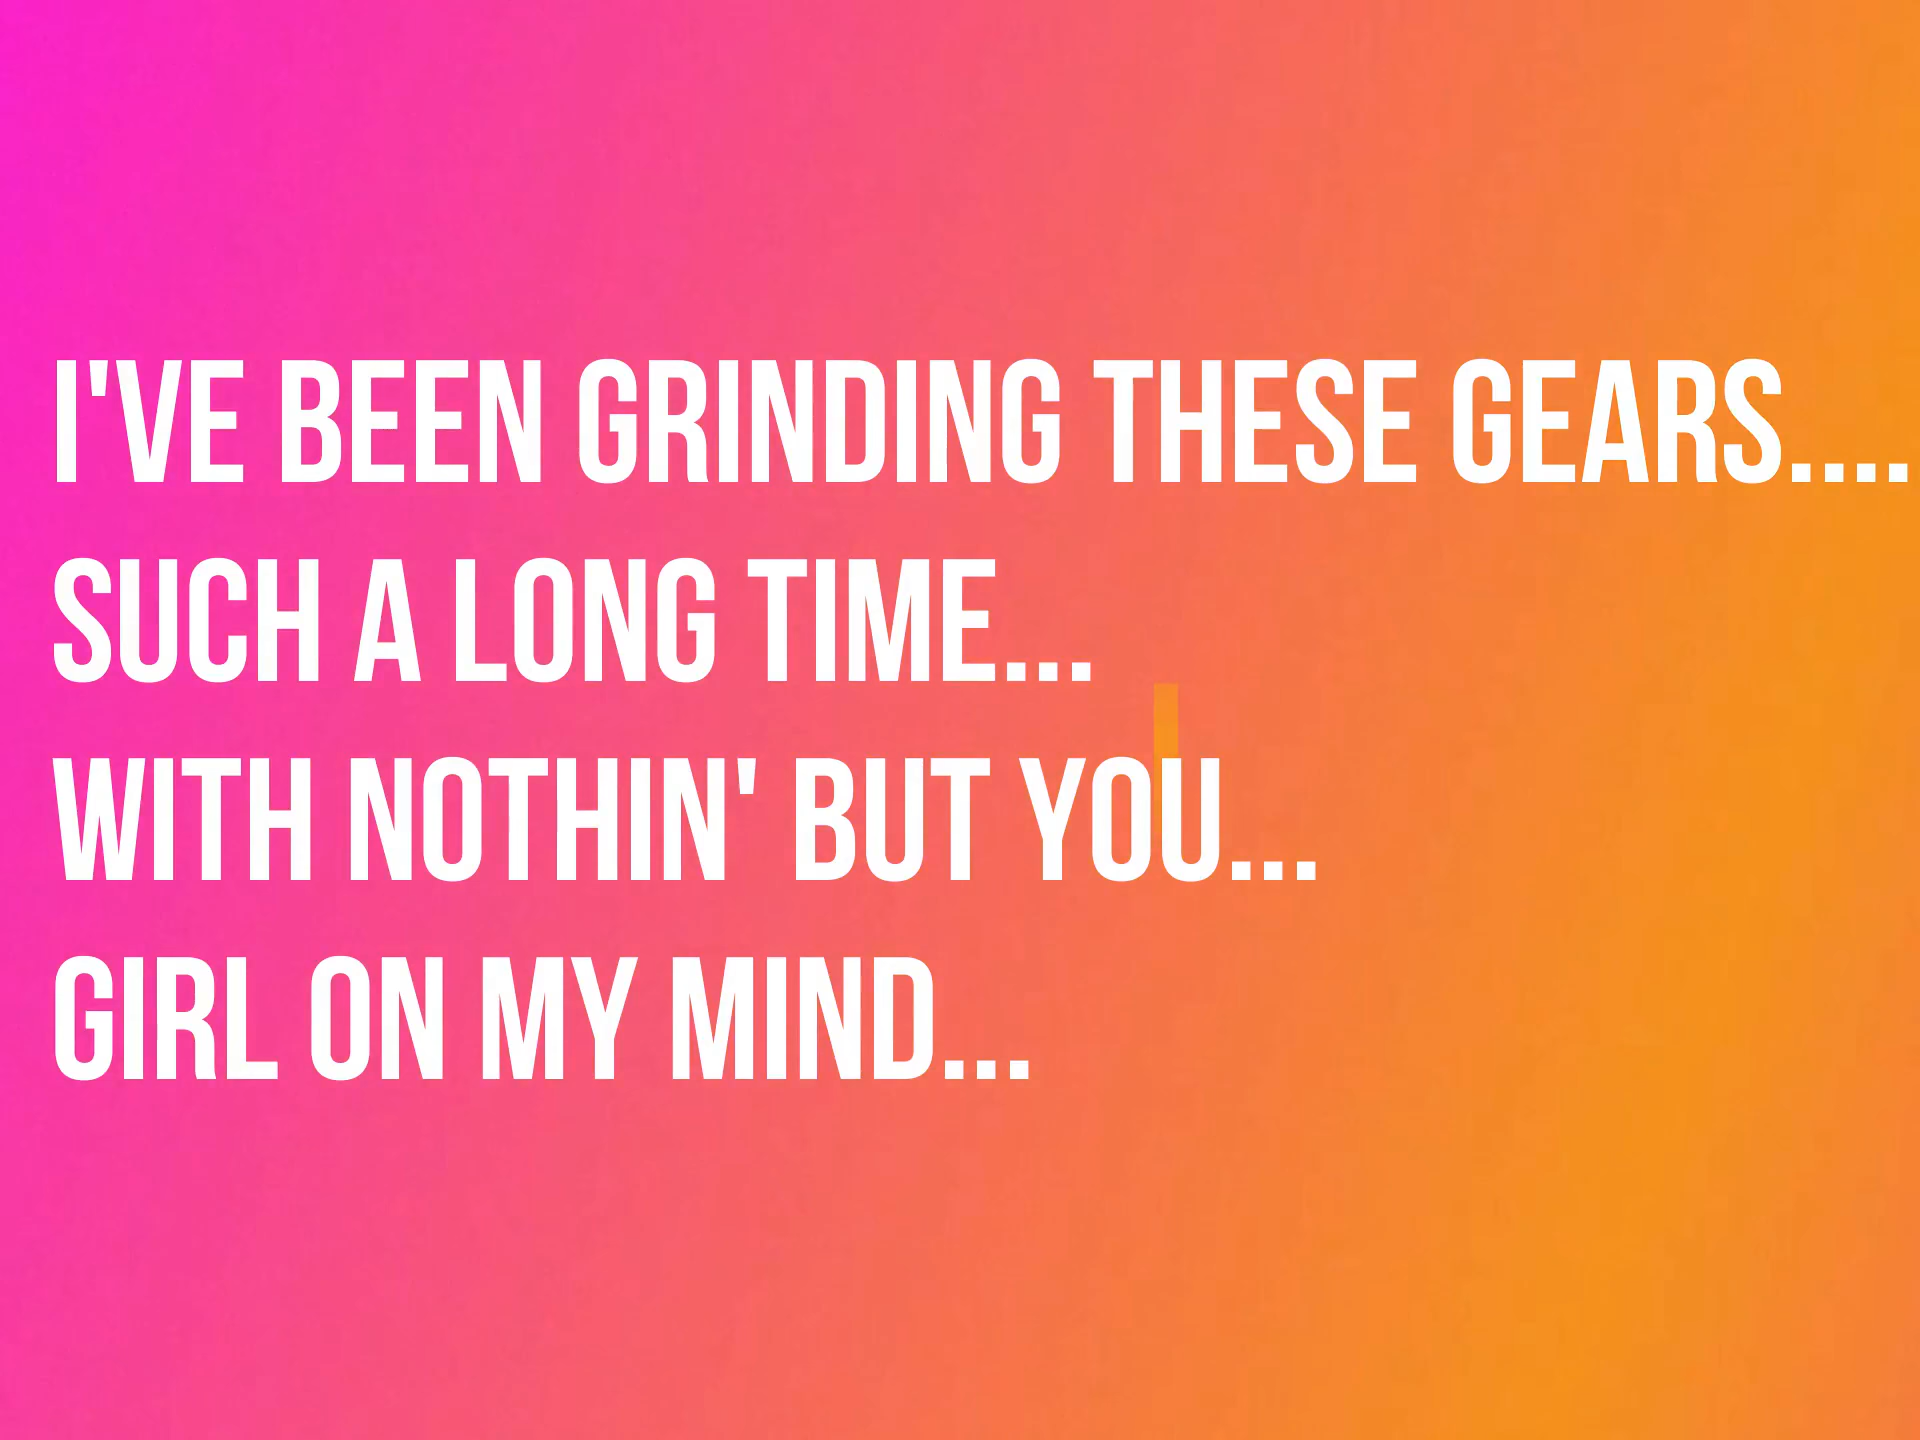 I'VE BEEN GRINDING THESE GEARS....
SUCH A LONG TIME...
WITH NOTHIN' BUT YOU...
GIRL ON MY MIND...